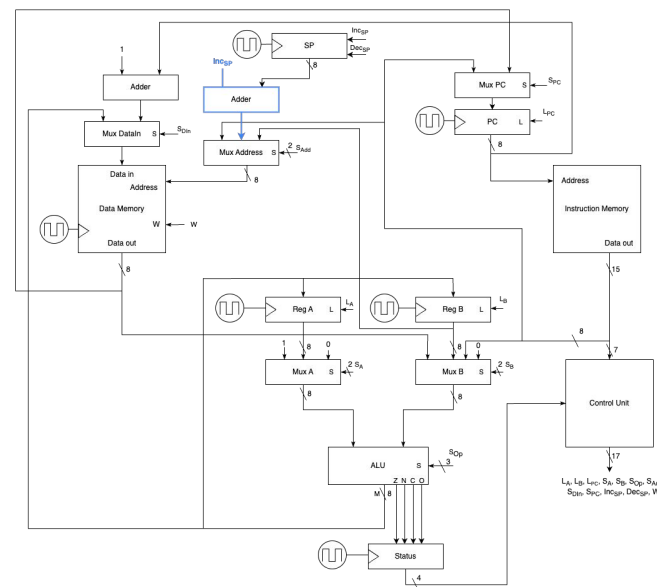 Inc_SP
SP
Dec_SP
1
Inc_SP
8
Adder
Adder
Mux PC
S
S_PC
Mux DataIn
S
S_DIn
PC
L
L_PC
Mux Address
S
2
S_Add
8
8
Data in
Address
Data Memory
W
W
Data out
Address
Instruction Memory
Data out
8
15
L_A
Reg A
L
L_B
Reg B
L
8
7
1
8
0
8
0
Mux A
S
2
S_A
Mux B
S
2
S_B
8
8
Control Unit
S_Op
ALU
S
3
17
Z N C O
M
8
L_A, L_B, L_PC, S_A, S_B, S_Op,
S_DIn, S_PC, Inc_SP, Dec_SP,
Status
4